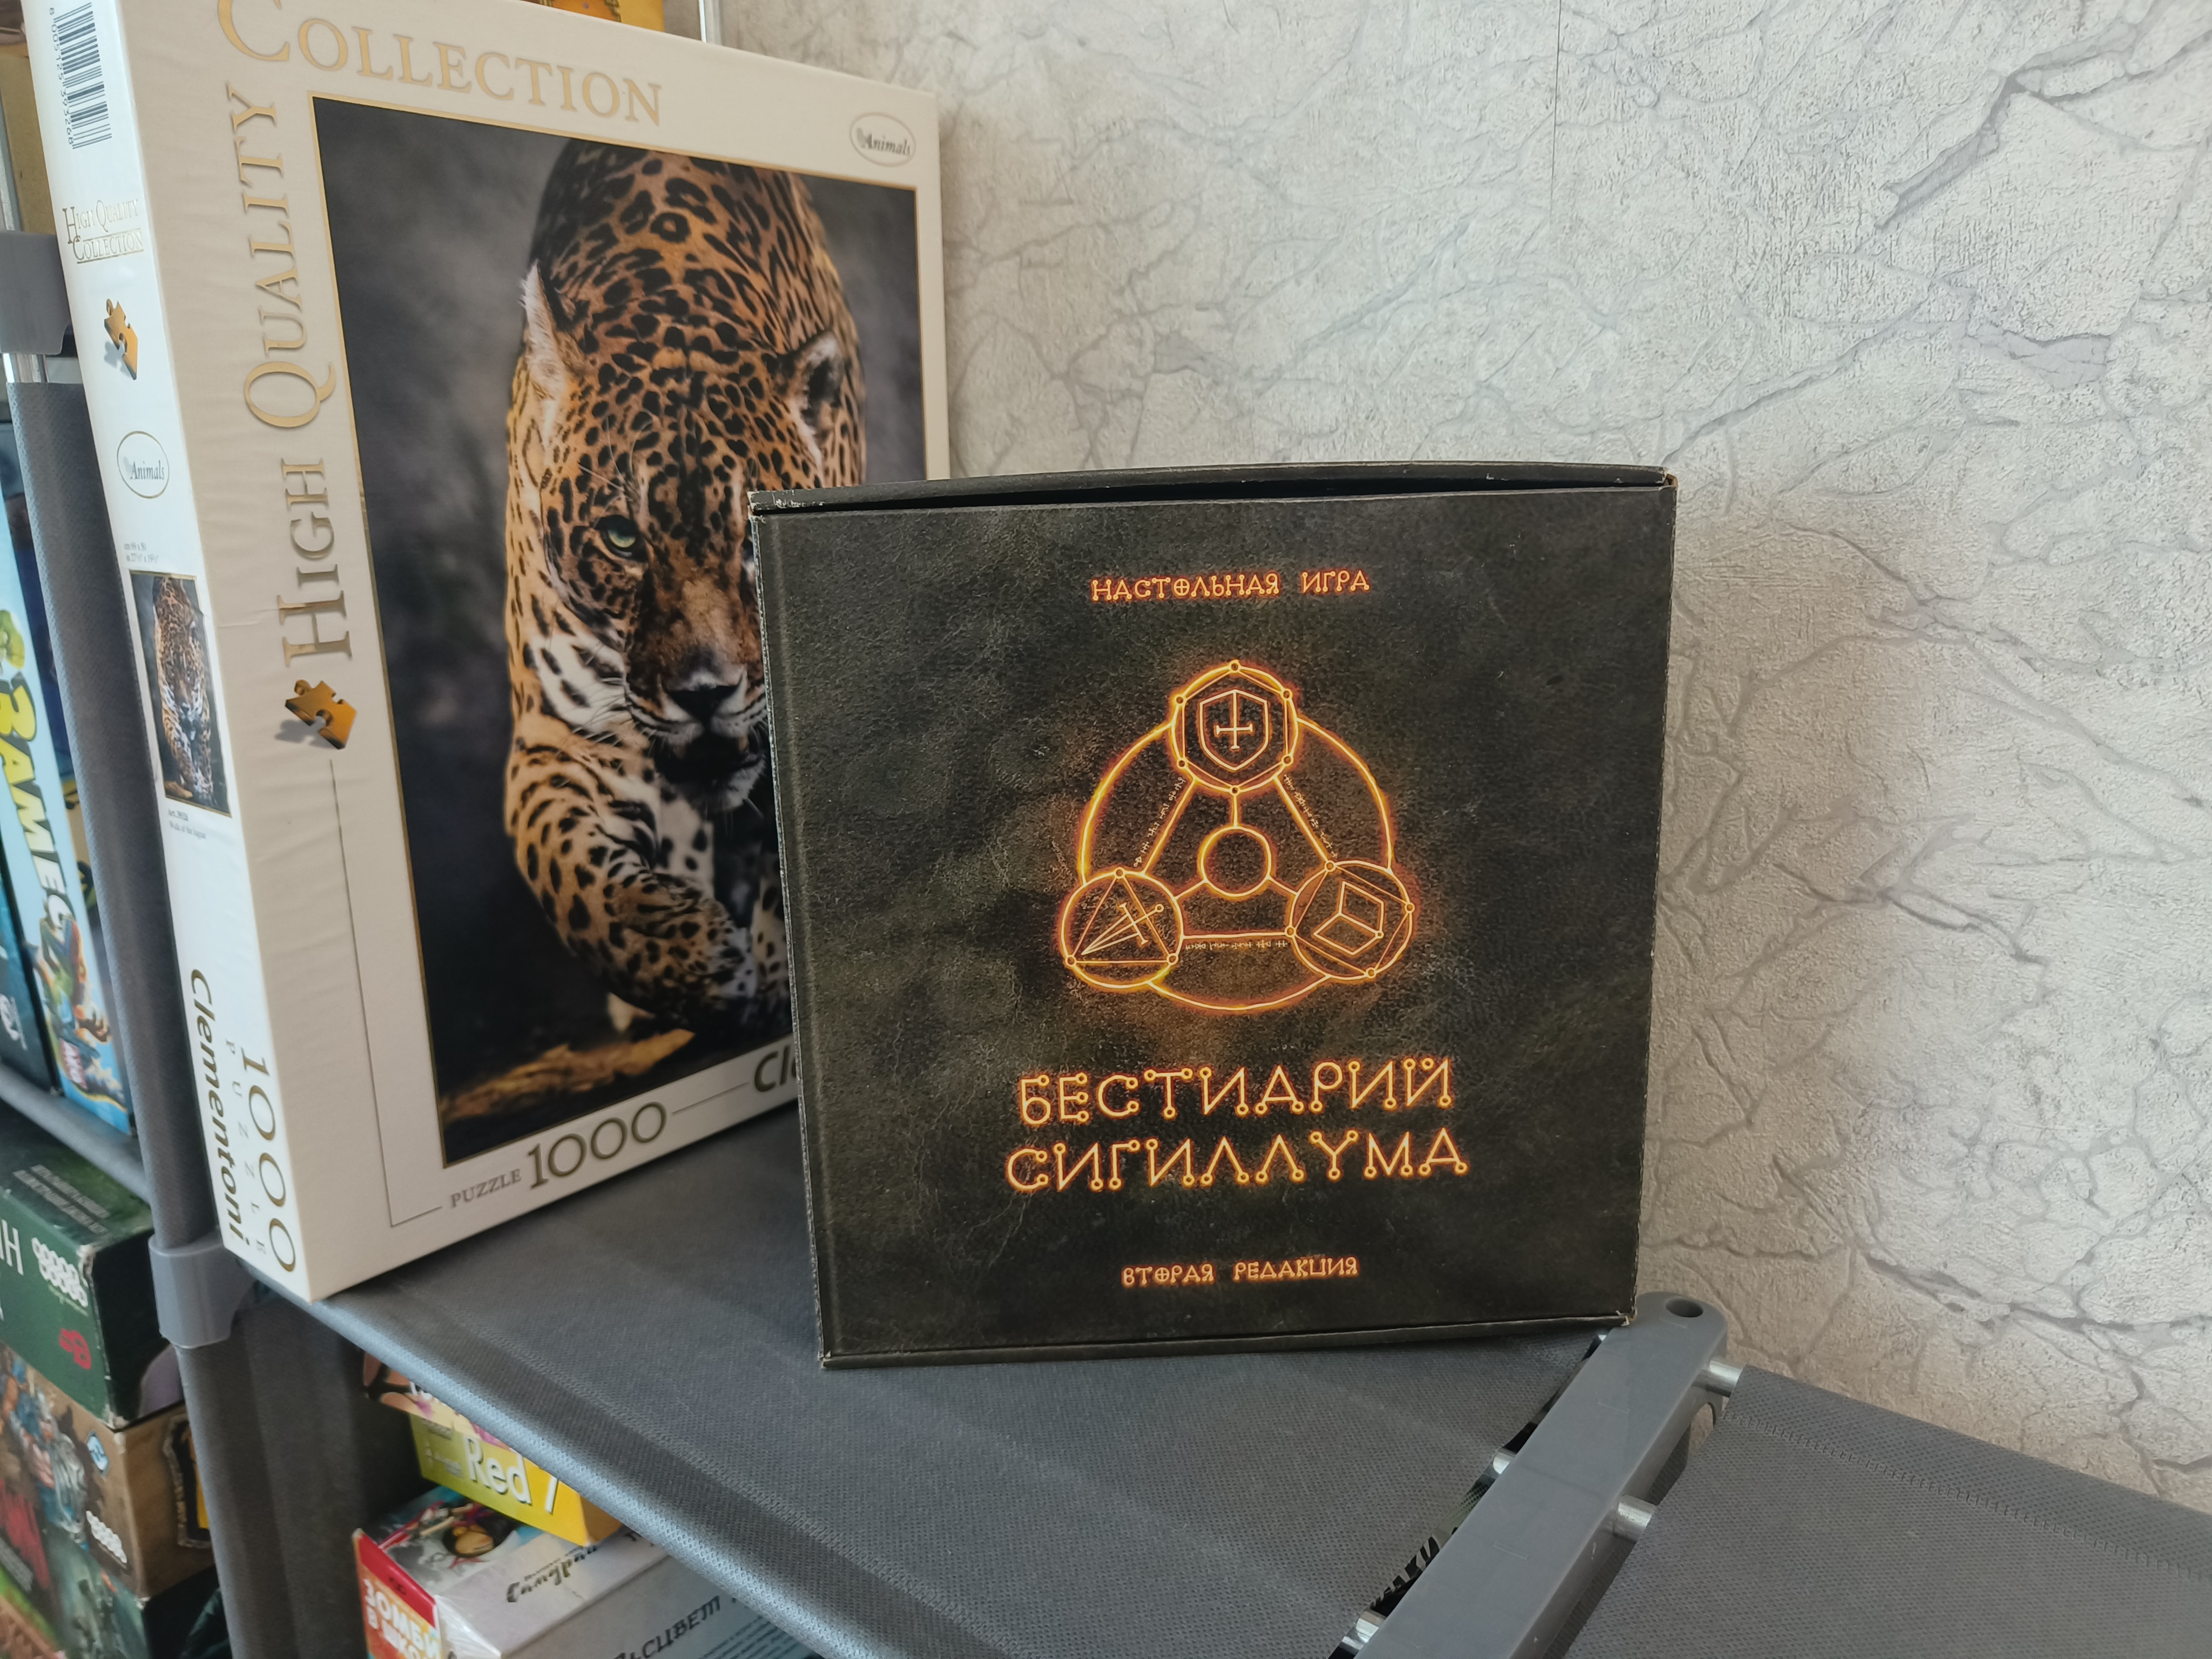 COLLECTION
HIGH QUALITY
Animals
HIGH QUALITY
COLLECTION
Animals
Clementoni
1000
PUZZLE
PUZZLE 1000
НАСТОЛЬНАЯ ИГРА
БЕСТИАРИЙ
СИГИЛЛУМА
ВТОРАЯ РЕДАКЦИЯ
Red 7
ЗОМБИ